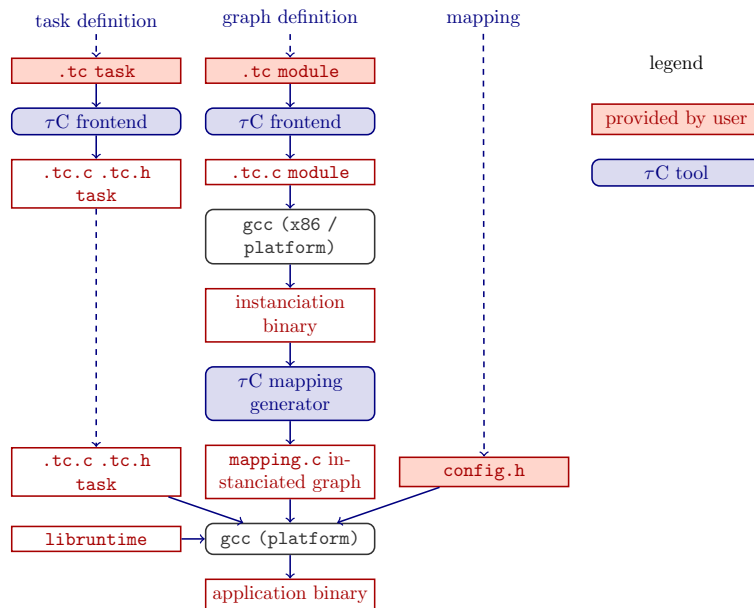 task definition
graph definition
mapping
.tc task
.tc module
legend
τC frontend
τC frontend
provided by user
.tc.c .tc.h
task
.tc.c module
τC tool
gcc (x86 /
platform)
instanciation
binary
τC mapping
generator
.tc.c .tc.h
task
mapping.c in-
stanciated graph
config.h
libruntime
gcc (platform)
application binary